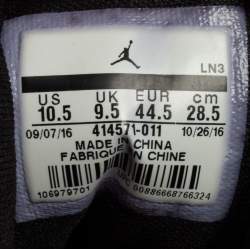 LN3
US UK EUR cm
10.5 9.5 44.5 28.5
09/07/16 414571-011 10/26/16
MADE IN CHINA
FABRIQUE EN CHINE
106979701
00886668766324